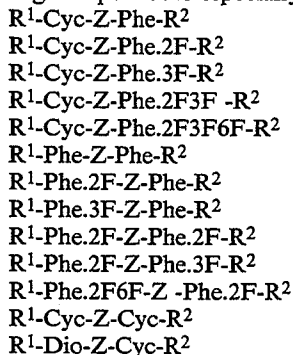 R¹-Cyc-Z-Phe-R²
R¹-Cyc-Z-Phe.2F-R²
R¹-Cyc-Z-Phe.3F-R²
R¹-Cyc-Z-Phe.2F3F -R²
R¹-Cyc-Z-Phe.2F3F6F-R²
R¹-Phe-Z-Phe-R²
R¹-Phe.2F-Z-Phe-R²
R¹-Phe.3F-Z-Phe-R²
R¹-Phe.2F-Z-Phe.2F-R²
R¹-Phe.2F-Z-Phe.3F-R²
R¹-Phe.2F6F-Z -Phe.2F-R²
R¹-Cyc-Z-Cyc-R²
R¹-Dio-Z-Cyc-R²